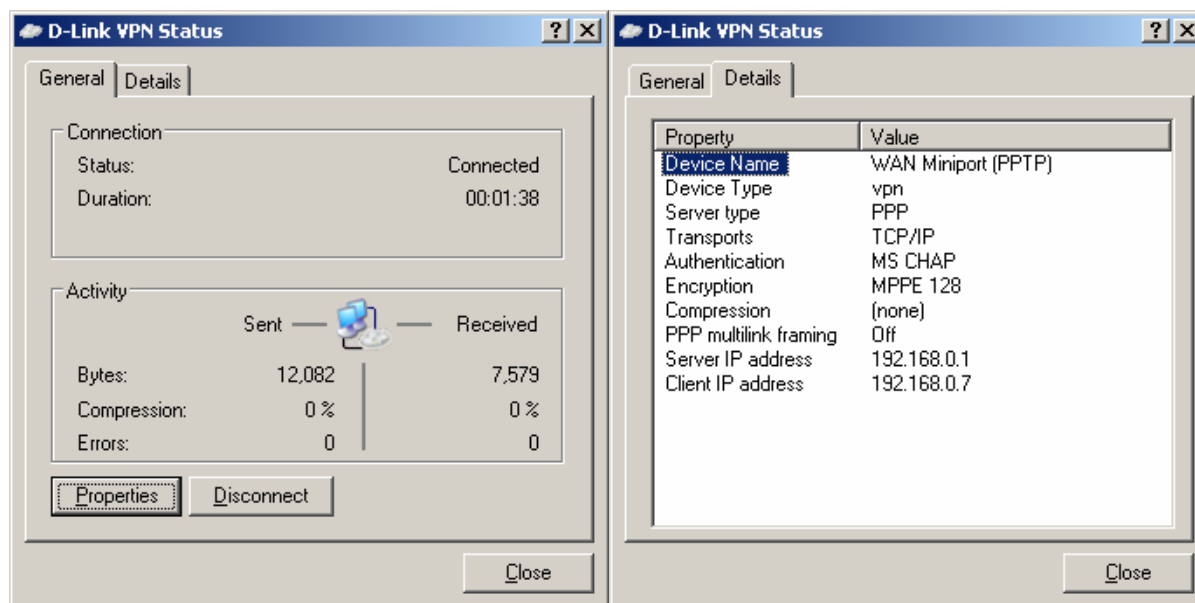 D-Link VPN Status
General Details
Connection
Status: Connected
Duration: 00:01:38
Activity
Sent Received
Bytes: 12,082 7,579
Compression: 0 % 0 %
Errors: 0 0
Properties Disconnect
Close
D-Link VPN Status
General Details
Property Value
Device Name WAN Miniport (PPTP)
Device Type vpn
Server type PPP
Transports TCP/IP
Authentication MS CHAP
Encryption MPPE 128
Compression (none)
PPP multilink framing Off
Server IP address 192.168.0.1
Client IP address 192.168.0.7
Close